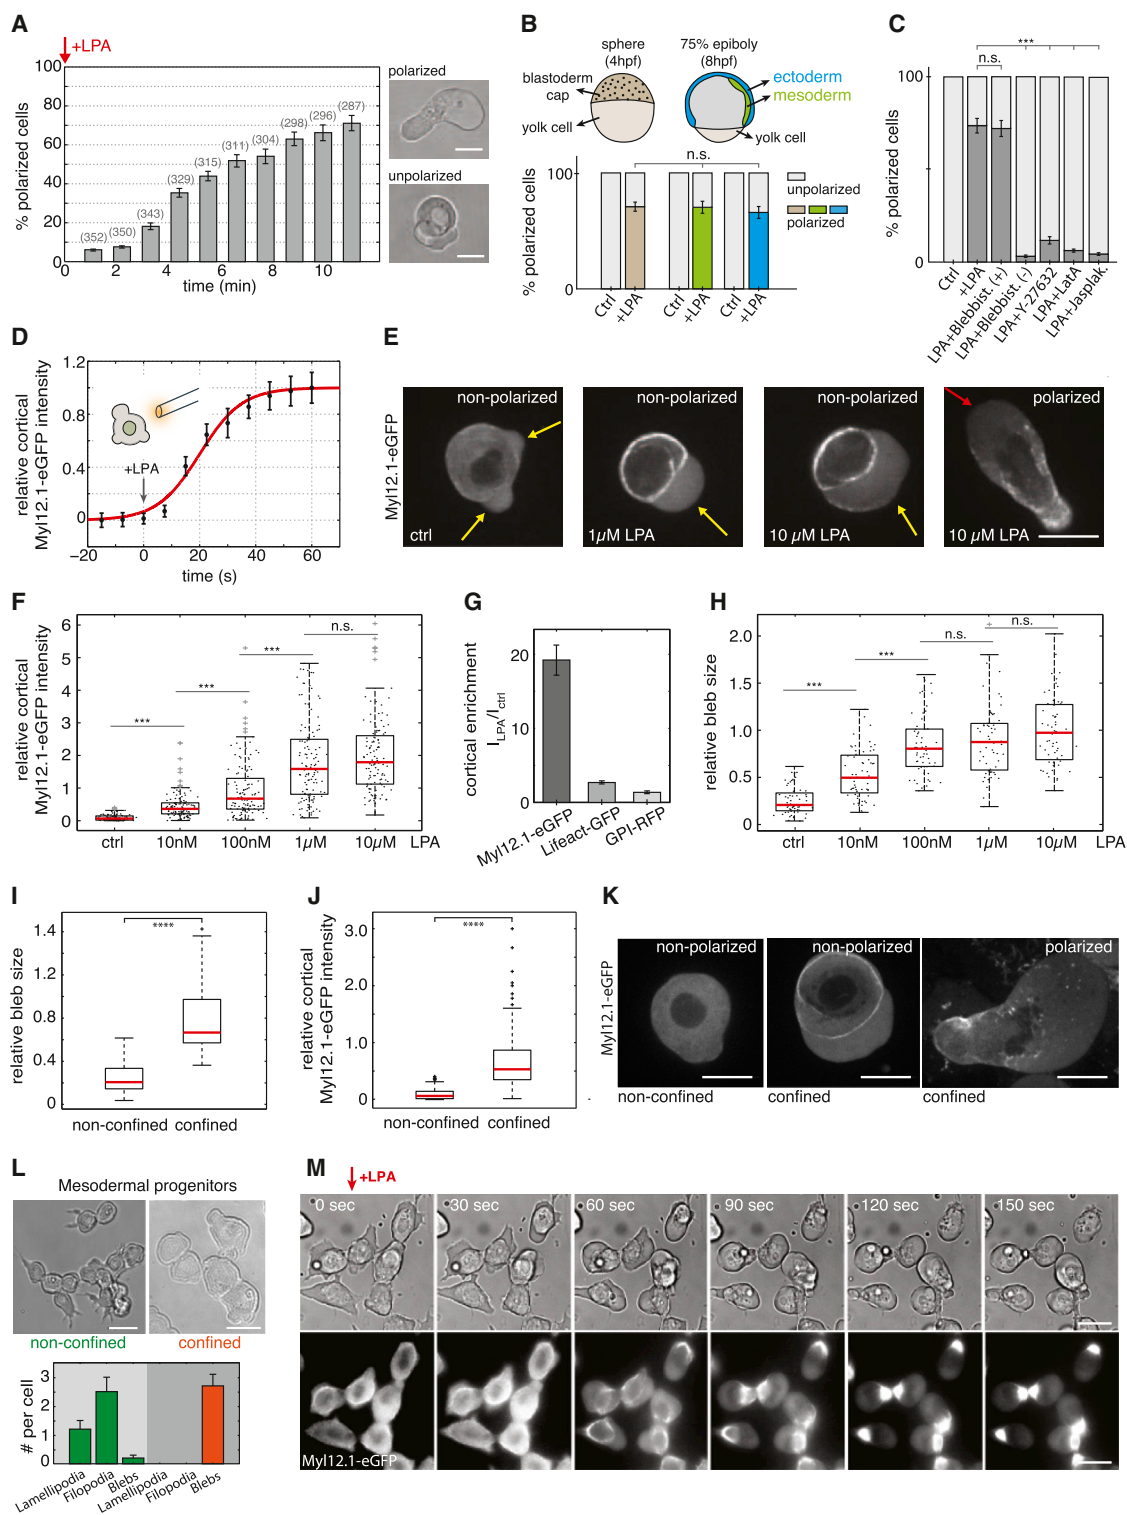 A
+LPA
% polarized cells
100
80
60
40
20
0
(352)
(350)
(343)
(329)
(315)
(311)
(304)
(298)
(296)
(287)
0
2
4
6
8
10
time (min)
polarized
unpolarized
B
sphere
(4hpf)
75% epiboly
(8hpf)
blastoderm
cap
yolk cell
ectoderm
mesoderm
yolk cell
n.s.
% polarized cells
100
0
unpolarized
polarized
Ctrl
+LPA
Ctrl
+LPA
Ctrl
+LPA
C
***
n.s.
% polarized cells
100
0
Ctrl
+LPA
LPA+Blebbist. (+)
LPA+Blebbist. (-)
LPA+Y-27632
LPA+LatA
LPA+Jasplak.
D
relative cortical
Myl12.1-eGFP intensity
1.2
0.8
0.4
0
+LPA
−20
0
20
40
60
time (s)
E
Myl12.1-eGFP
non-polarized
ctrl
non-polarized
1µM LPA
non-polarized
10 µM LPA
polarized
10 µM LPA
F
relative cortical
Myl12.1-eGFP intensity
6
5
4
3
2
1
0
***
***
***
n.s.
ctrl
10nM
100nM
1µM
10µM
LPA
G
cortical enrichment
I LPA/I ctrl
20
10
0
Myl12.1-eGFP
Lifeact-GFP
GPI-RFP
H
relative bleb size
2.0
1.5
1.0
0.5
0
***
***
n.s.
n.s.
ctrl
10nM
100nM
1µM
10µM
LPA
I
relative bleb size
1.4
1.2
0.8
0.4
0
****
non-confined
confined
J
relative cortical
Myl12.1-eGFP intensity
3.0
2.0
1.0
0
****
non-confined
confined
K
Myl12.1-eGFP
non-polarized
non-confined
non-polarized
confined
polarized
confined
L
Mesodermal progenitors
non-confined
confined
# per cell
3
2
1
0
Lamellipodia
Filopodia
Blebs
Lamellipodia
Filopodia
Blebs
M
+LPA
0 sec
30 sec
60 sec
90 sec
120 sec
150 sec
Myl12.1-eGFP